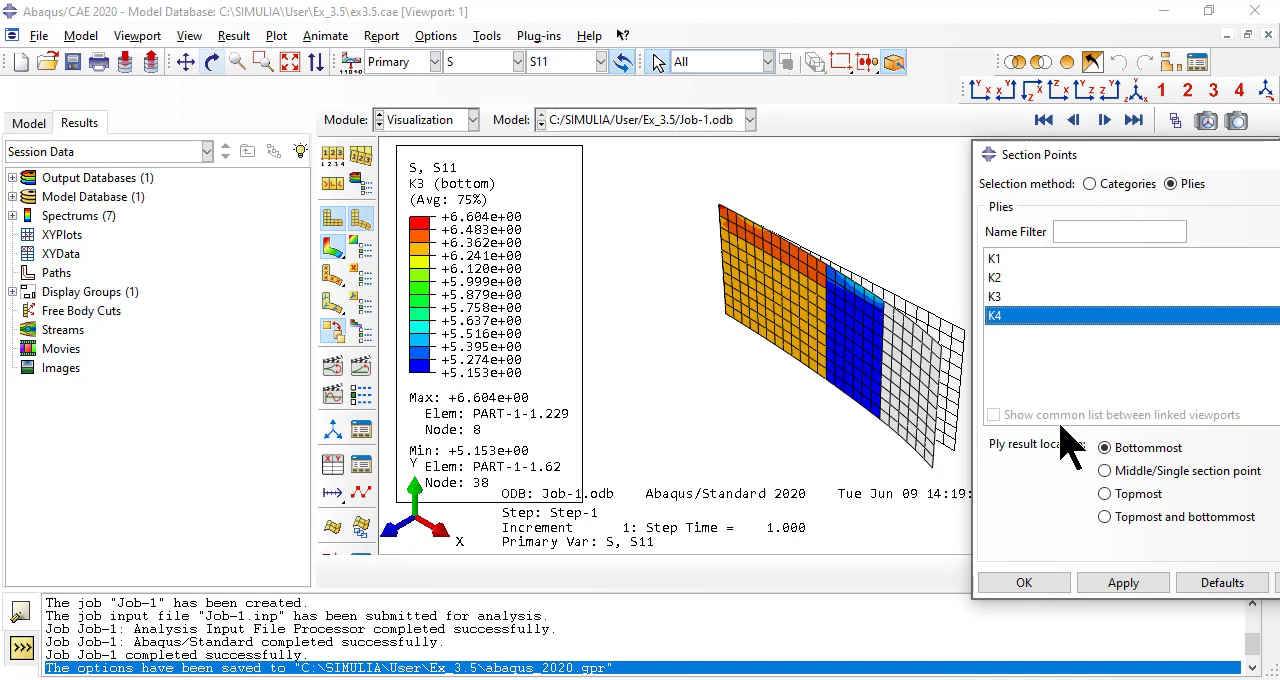 Abaqus/CAE 2020 - Model Database: C:\SIMULIA\User\Ex_3.5\ex3.5.cae [Viewport: 1]
File Model Viewport View Result Plot Animate Report Options Tools Plug-ins Help
Primary S S11 All
1 2 3 4
Model Results
Module: Visualization Model: C:/SIMULIA/User/Ex_3.5/Job-1.odb
Session Data
Output Databases (1)
Model Database (1)
Spectrums (7)
XYPlots
XYData
Paths
Display Groups (1)
Free Body Cuts
Streams
Movies
Images
S, S11
K3 (bottom)
(Avg: 75%)
+6.604e+00
+6.483e+00
+6.362e+00
+6.241e+00
+6.120e+00
+5.999e+00
+5.879e+00
+5.758e+00
+5.637e+00
+5.516e+00
+5.395e+00
+5.274e+00
+5.153e+00
Max: +6.604e+00
Elem: PART-1-1.229
Node: 8
Min: +5.153e+00
Elem: PART-1-1.62
Node: 38
Y
X
ODB: Job-1.odb Abaqus/Standard 2020 Tue Jun 09 14:19:
Step: Step-1
Increment 1: Step Time = 1.000
Primary Var: S, S11
Section Points
Selection method: Categories Plies
Plies
Name Filter
K1
K2
K3
K4
Show common list between linked viewports
Ply result
Bottommost
Middle/Single section point
Topmost
Topmost and bottommost
OK Apply Defaults
The job "Job-1" has been created.
The job input file "Job-1.inp" has been submitted for analysis.
Job Job-1: Analysis Input File Processor completed successfully.
Job Job-1: Abaqus/Standard completed successfully.
Job Job-1 completed successfully.
The options have been saved to "C:\SIMULIA\User\Ex_3.5\abaqus_2020.gpr"